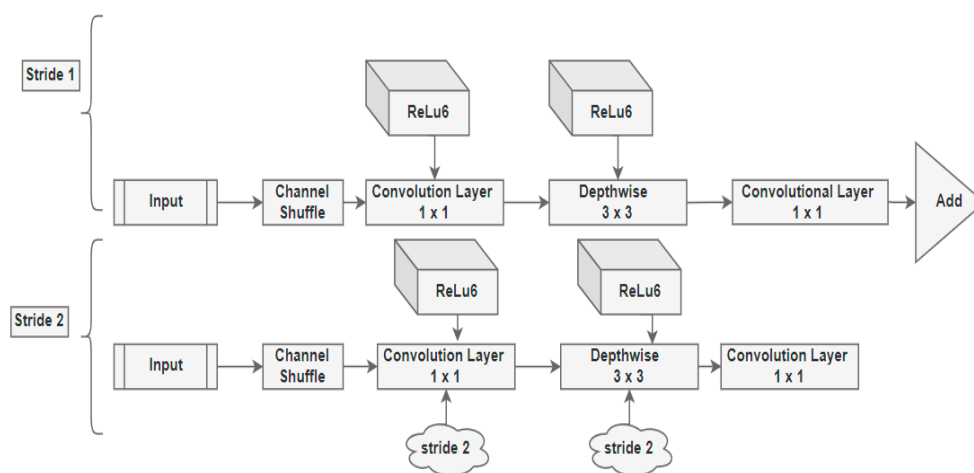 Stride 1
ReLu6
ReLu6
Input
Channel
Shuffle
Convolution Layer
1 x 1
Depthwise
3 x 3
Convolutional Layer
1 x 1
Add
Stride 2
ReLu6
ReLu6
Input
Channel
Shuffle
Convolution Layer
1 x 1
Depthwise
3 x 3
Convolution Layer
1 x 1
stride 2
stride 2